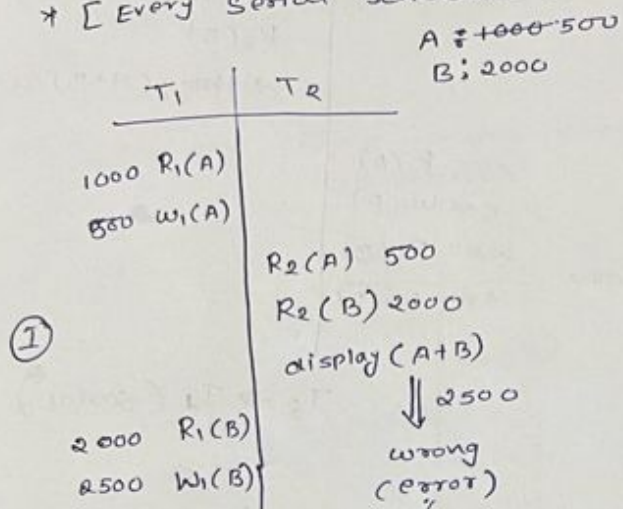 * [ Every Serial
A : 1000 500
B : 2000
T1 T2
1000 R1(A)
500 W1(A)
R2(A) 500
R2(B) 2000
display (A+B)
⇓ 2500
I
2000 R1(B)
wrong
2500 W1(B)
(error)